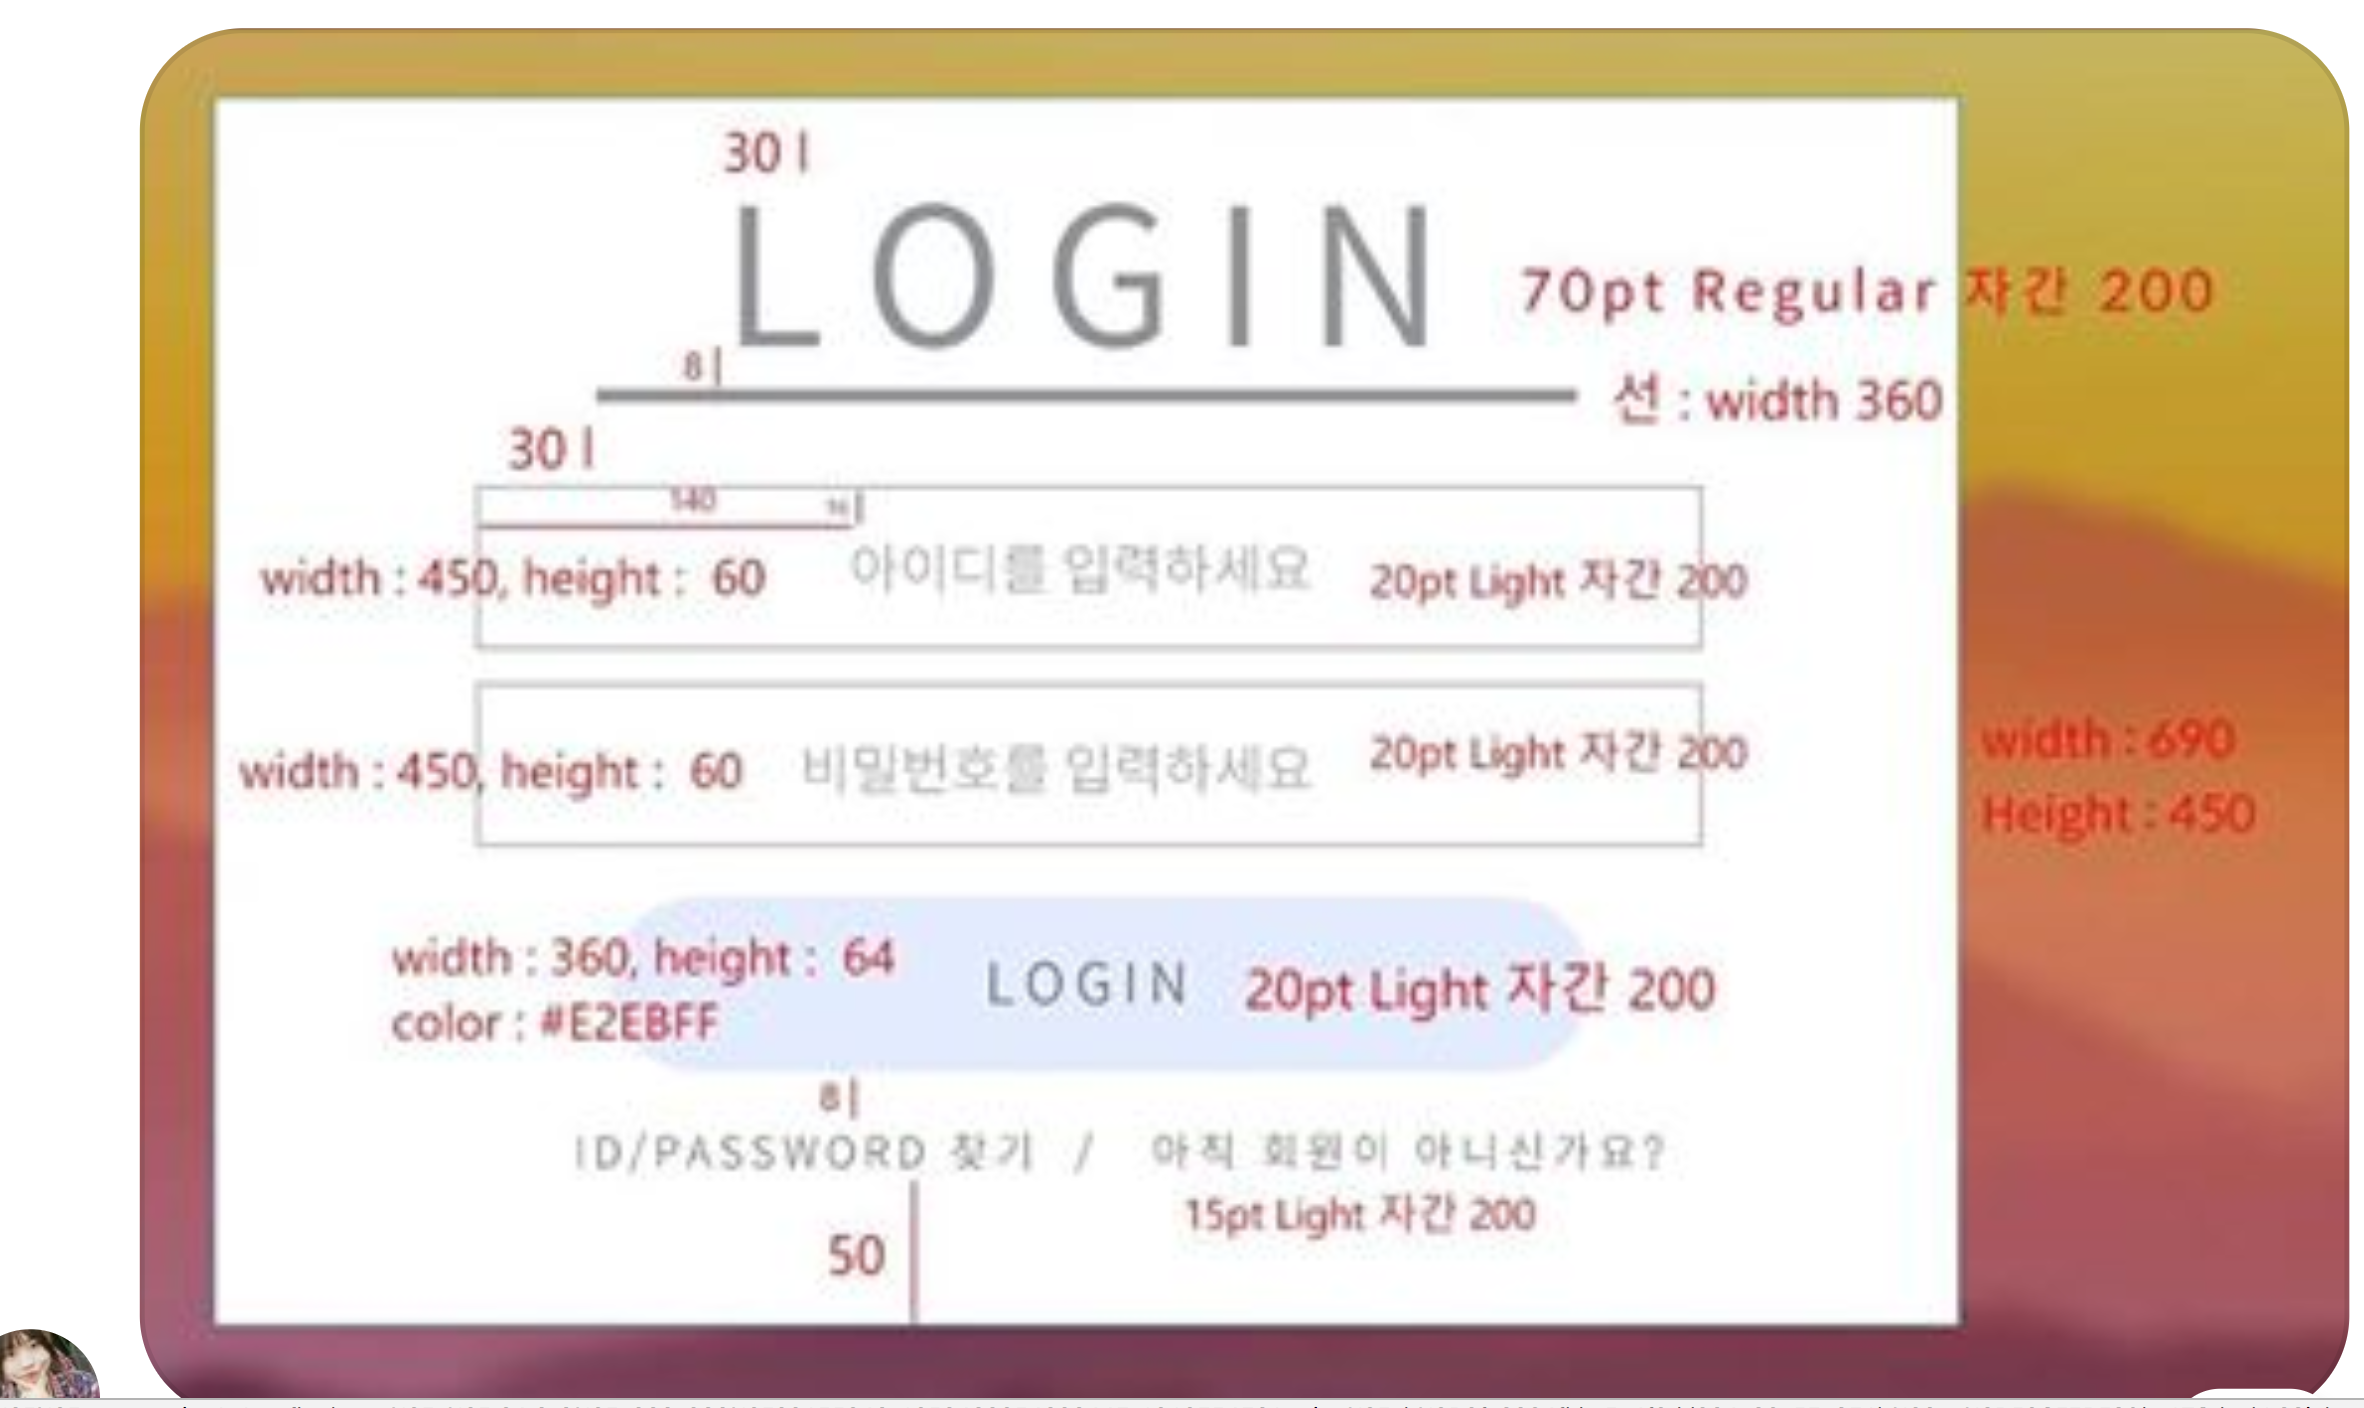 30
LOGIN
70pt Regular 자간 200
8
선 : width 360
30
140
width : 450, height : 60
아이디를 입력하세요
20pt Light 자간 200
width : 450, height : 60
비밀번호를 입력하세요
20pt Light 자간 200
width : 690
Height : 450
width : 360, height : 64
color : #E2EBFF
LOGIN
20pt Light 자간 200
8
ID/PASSWORD 찾기 / 아직 회원이 아니신가요?
15pt Light 자간 200
50